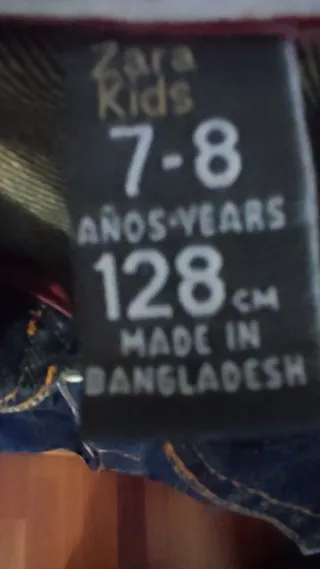 Zara
Kids
7-8
AÑOS-YEARS
128 CM
MADE IN
BANGLADESH